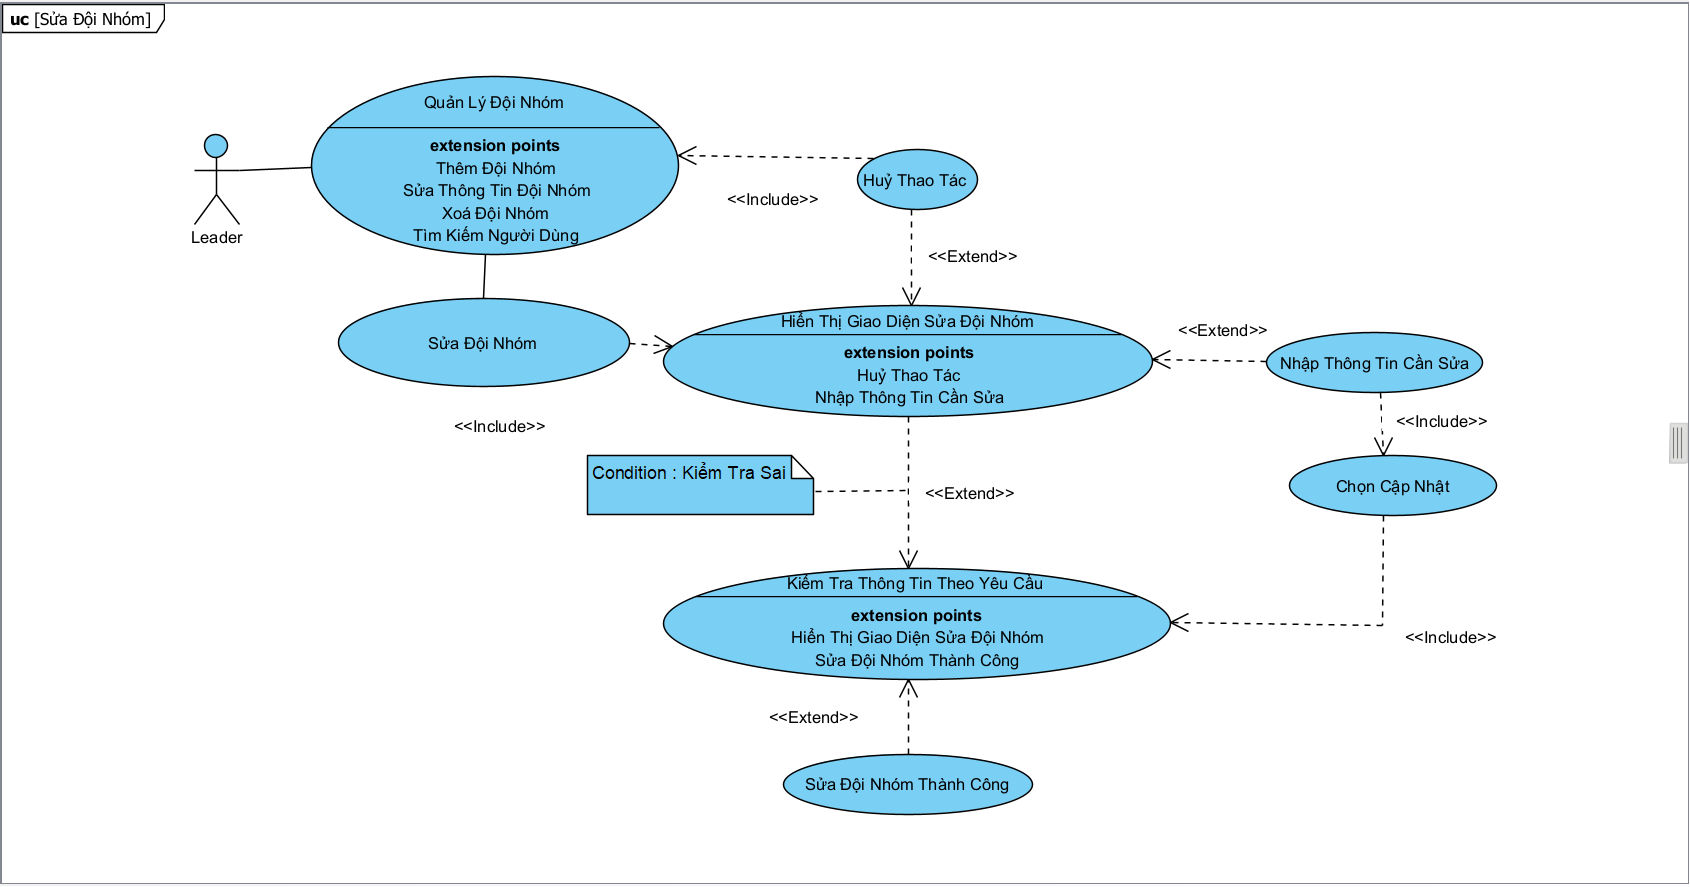 uc [Sửa Đội Nhóm]
Quản Lý Đội Nhóm
extension points
Thêm Đội Nhóm
Sửa Thông Tin Đội Nhóm
Xoá Đội Nhóm
Tìm Kiếm Người Dùng
Leader
Huỷ Thao Tác
<<Include>>
<<Extend>>
Sửa Đội Nhóm
<<Include>>
Hiển Thị Giao Diện Sửa Đội Nhóm
extension points
Huỷ Thao Tác
Nhập Thông Tin Cần Sửa
<<Extend>>
Nhập Thông Tin Cần Sửa
<<Include>>
Chọn Cập Nhật
Condition : Kiểm Tra Sai
<<Extend>>
Kiểm Tra Thông Tin Theo Yêu Cầu
extension points
Hiển Thị Giao Diện Sửa Đội Nhóm
Sửa Đội Nhóm Thành Công
<<Include>>
<<Extend>>
Sửa Đội Nhóm Thành Công